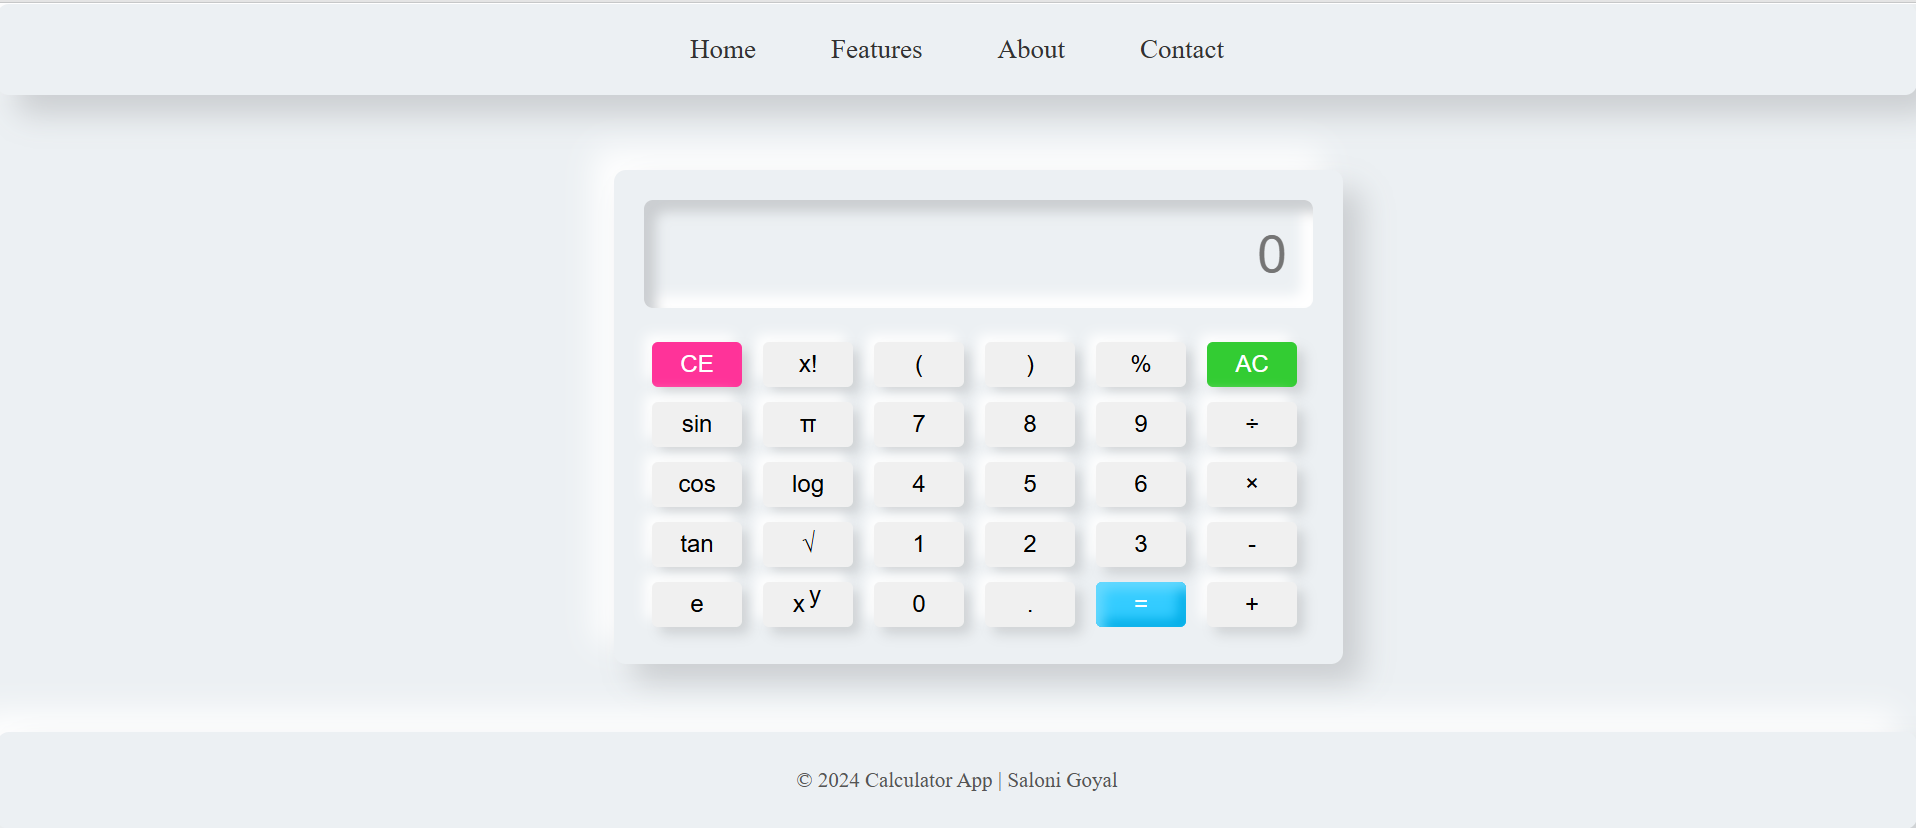 Home Features About Contact
0
CE x! ( ) % AC
sin π 7 8 9 ÷
cos log 4 5 6 ×
tan √ 1 2 3 -
e x y 0 . = +
© 2024 Calculator App | Saloni Goyal